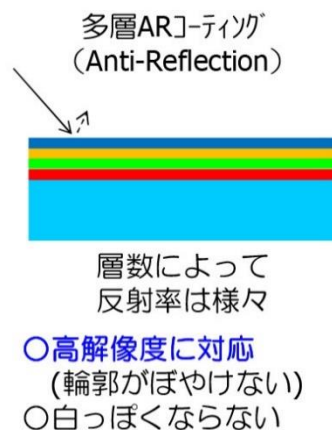 多層ARｺｰﾃｨﾝｸﾞ
（Anti-Reflection）
層数によって
反射率は様々
○高解像度に対応
(輪郭がぼやけない)
○白っぽくならない